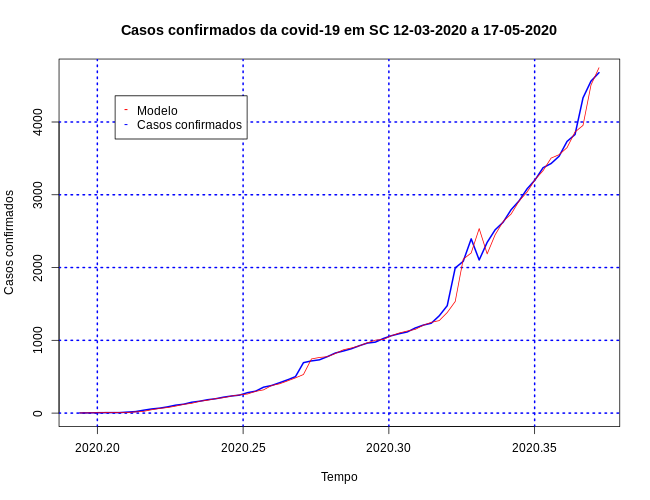 Casos confirmados da covid-19 em SC 12-03-2020 a 17-05-2020
Casos confirmados
4000
3000
2000
1000
0
- Modelo
- Casos confirmados
2020.20 2020.25 2020.30 2020.35
Tempo